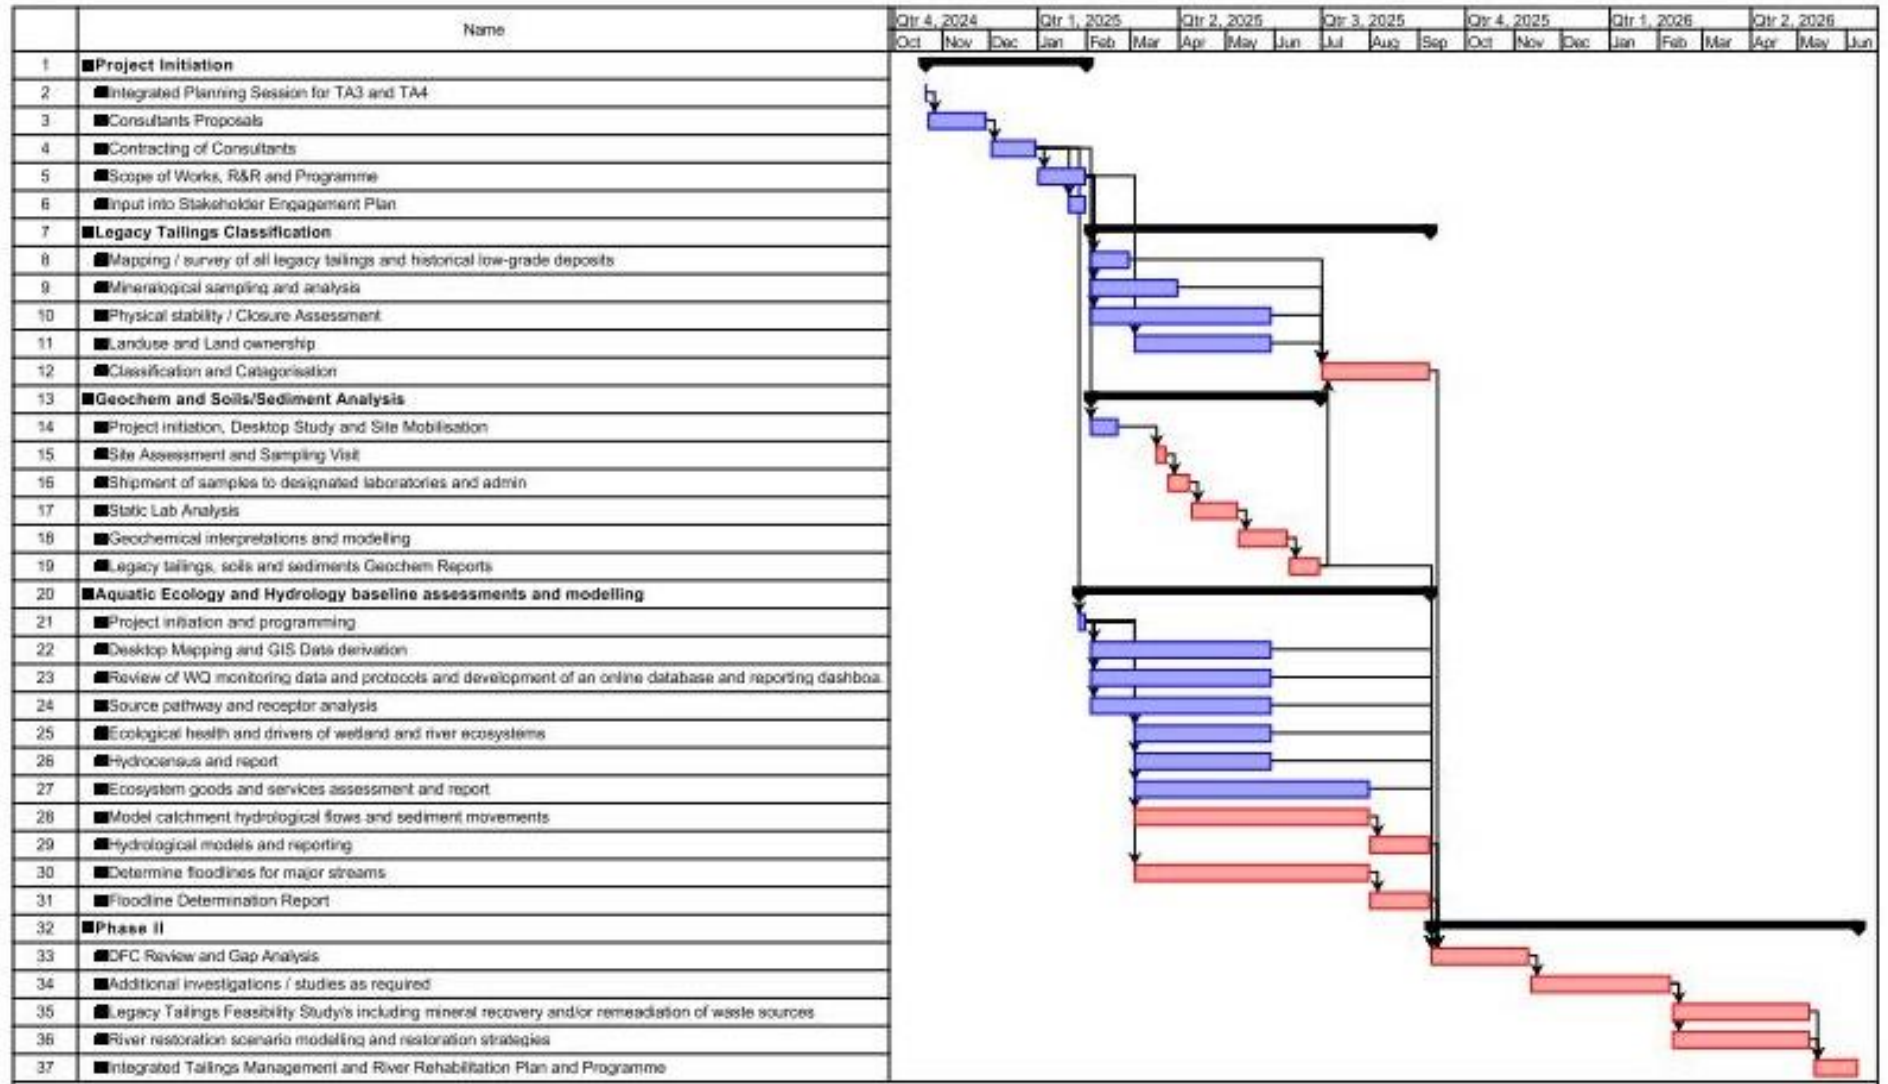 Name
Qtr 4, 2024 Qtr 1, 2025 Qtr 2, 2025 Qtr 3, 2025 Qtr 4, 2025 Qtr 1, 2026 Qtr 2, 2026
Oct Nov Dec Jan Feb Mar Apr May Jun Jul Aug Sep Oct Nov Dec Jan Feb Mar Apr May Jun
1 Project Initiation
2 Integrated Planning Session for TA3 and TA4
3 Consultants Proposals
4 Contracting of Consultants
5 Scope of Works, R&R and Programme
6 Input into Stakeholder Engagement Plan
7 Legacy Tailings Classification
8 Mapping / survey of all legacy tailings and historical low-grade deposits
9 Mineralogical sampling and analysis
10 Physical stability / Closure Assessment
11 Landuse and Land ownership
12 Classification and Catagorisation
13 Geochem and Soils/Sediment Analysis
14 Project initiation, Desktop Study and Site Mobilisation
15 Site Assessment and Sampling Visit
16 Shipment of samples to designated laboratories and admin
17 Static Lab Analysis
18 Geochemical interpretations and modelling
19 Legacy tailings, soils and sediments Geochem Reports
20 Aquatic Ecology and Hydrology baseline assessments and modelling
21 Project initiation and programming
22 Desktop Mapping and GIS Data derivation
23 Review of WQ monitoring data and protocols and development of an online database and reporting dashboa.
24 Source pathway and receptor analysis
25 Ecological health and drivers of wetland and river ecosystems
26 Hydrocensus and report
27 Ecosystem goods and services assessment and report
28 Model catchment hydrological flows and sediment movements
29 Hydrological models and reporting
30 Determine floodlines for major streams
31 Floodline Determination Report
32 Phase II
33 DFC Review and Gap Analysis
34 Additional investigations / studies as required
35 Legacy Tailings Feasibility Study/s including mineral recovery and/or remeadiation of waste sources
36 River restoration scenario modelling and restoration strategies
37 Integrated Tailings Management and River Rehabilitation Plan and Programme